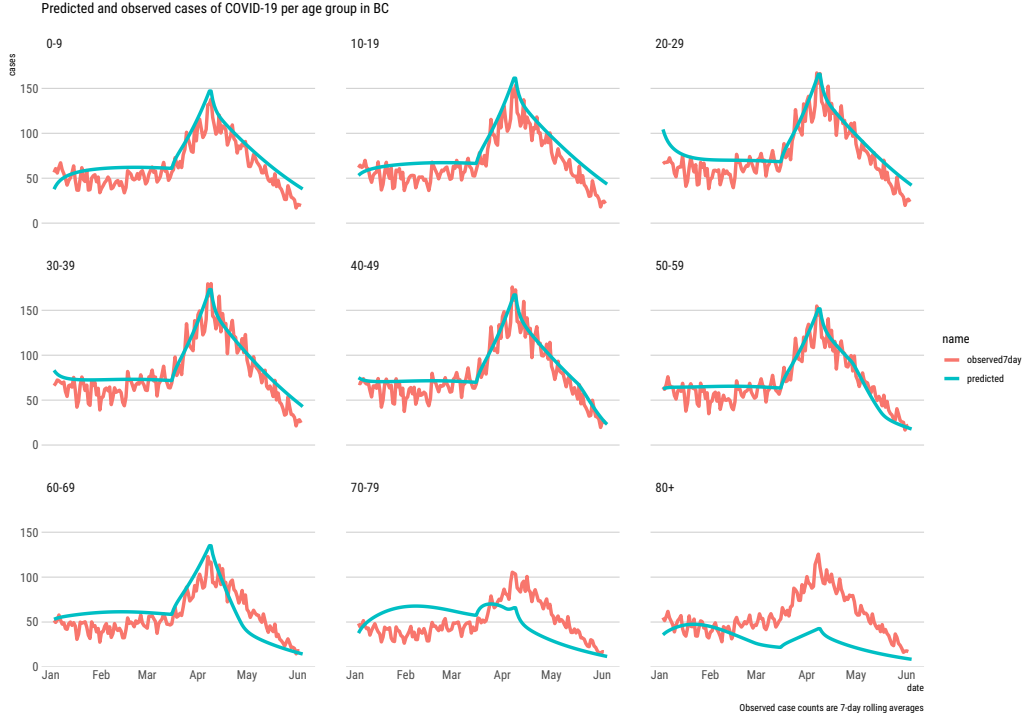 Predicted and observed cases of COVID-19 per age group in BC
0-9
10-19
20-29
cases
150
100
50
0
30-39
40-49
50-59
150
100
50
0
name
observed7day
predicted
60-69
70-79
80+
150
100
50
0
Jan Feb Mar Apr May Jun
Jan Feb Mar Apr May Jun
Jan Feb Mar Apr May Jun
date
Observed case counts are 7-day rolling averages